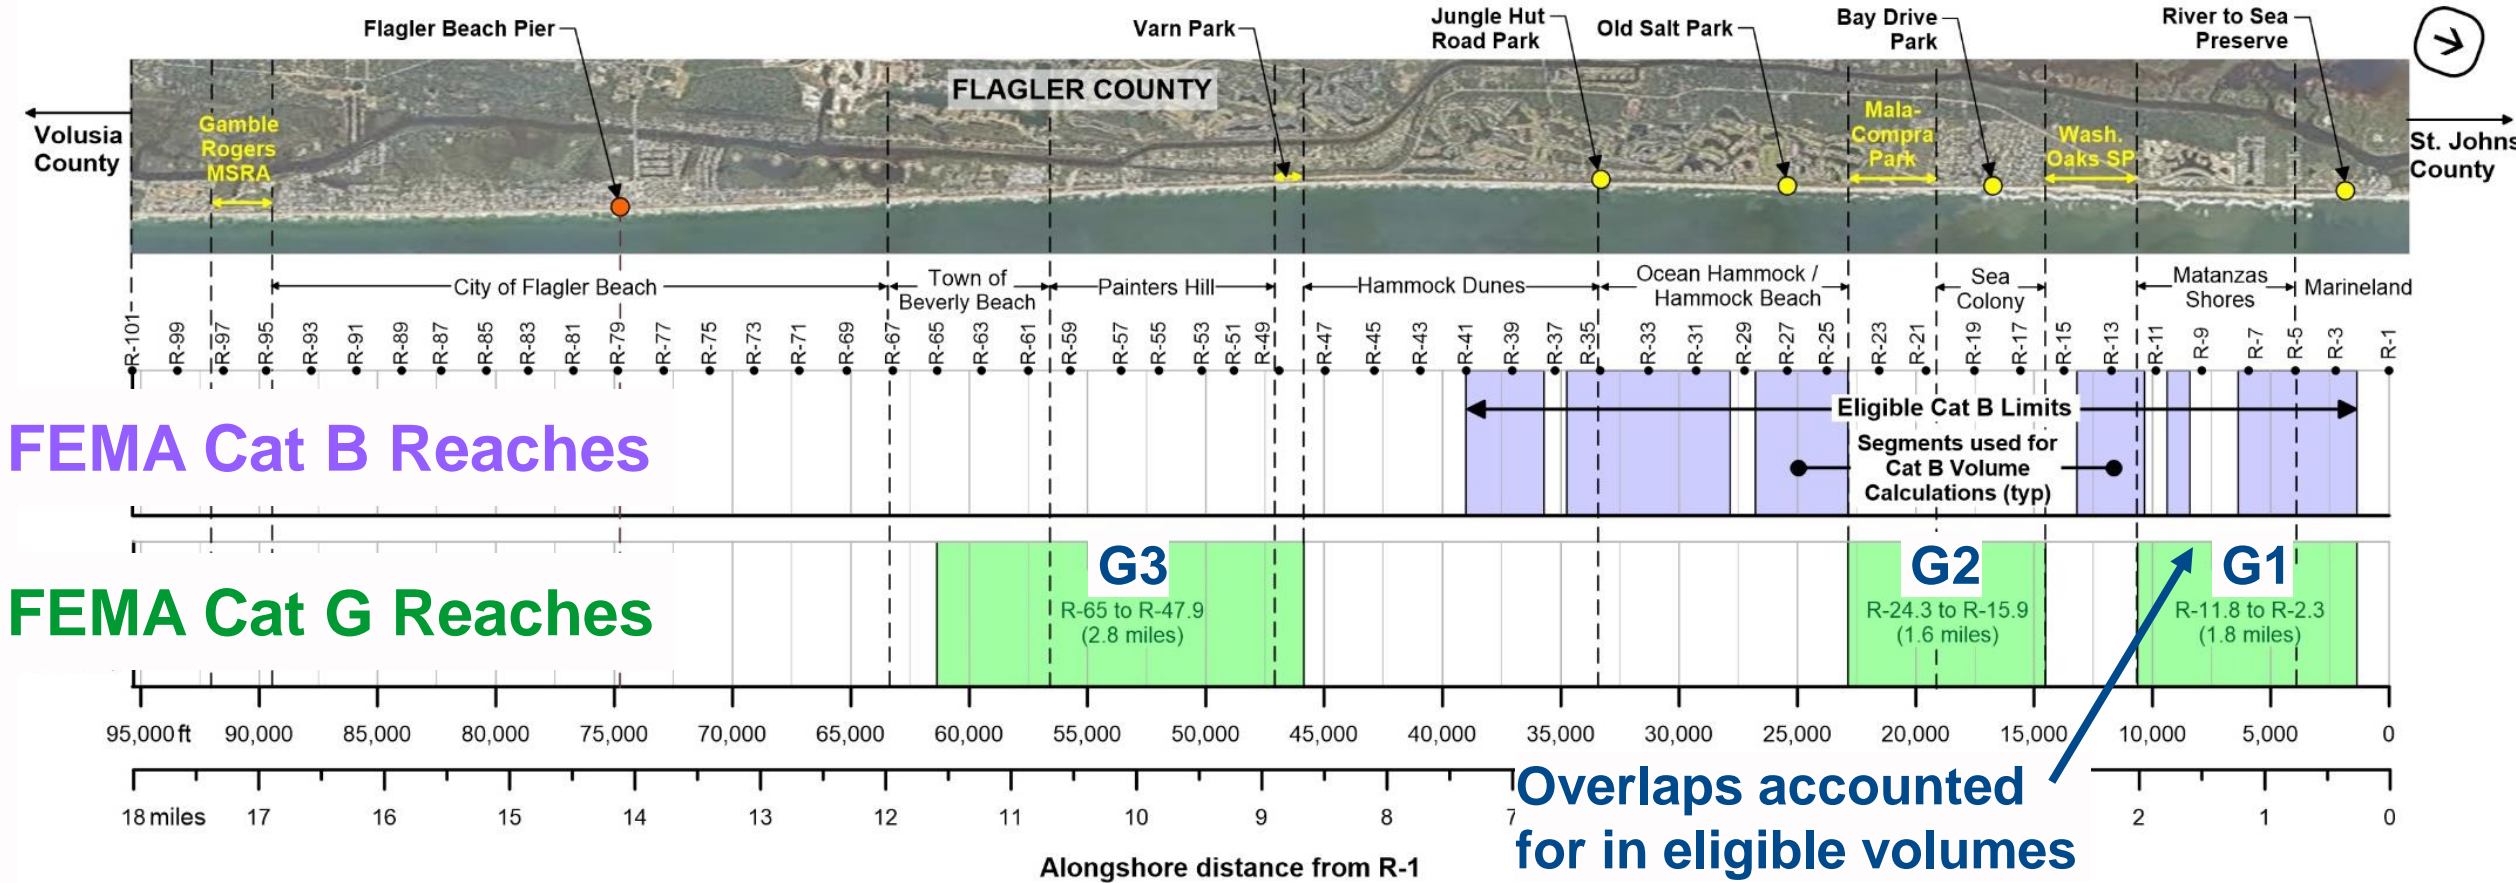 Flagler Beach Pier
Varn Park
Jungle Hut
Road Park
Old Salt Park
Bay Drive
Park
River to Sea
Preserve
FLAGLER COUNTY
Volusia
County
Gamble
Rogers
MSRA
Mala-
Compra
Park
Wash.
Oaks SP
St. Johns
County
City of Flagler Beach
Town of
Beverly Beach
Painters Hill
Hammock Dunes
Ocean Hammock /
Hammock Beach
Sea
Colony
Matanzas
Shores
Marineland
R-101
R-99
R-97
R-95
R-93
R-91
R-89
R-87
R-85
R-83
R-81
R-79
R-77
R-75
R-73
R-71
R-69
R-67
R-65
R-63
R-61
R-59
R-57
R-55
R-53
R-51
R-49
R-47
R-45
R-43
R-41
R-39
R-37
R-35
R-33
R-31
R-29
R-27
R-25
R-23
R-21
R-19
R-17
R-15
R-13
R-11
R-9
R-7
R-5
R-3
R-1
FEMA Cat B Reaches
Eligible Cat B Limits
Segments used for
Cat B Volume
Calculations (typ)
FEMA Cat G Reaches
G3
R-65 to R-47.9
(2.8 miles)
G2
R-24.3 to R-15.9
(1.6 miles)
G1
R-11.8 to R-2.3
(1.8 miles)
95,000 ft 90,000 85,000 80,000 75,000 70,000 65,000 60,000 55,000 50,000 45,000 40,000 35,000 30,000 25,000 20,000 15,000 10,000 5,000 0
18 miles 17 16 15 14 13 12 11 10 9 8 7 2 1 0
Overlaps accounted
for in eligible volumes
Alongshore distance from R-1